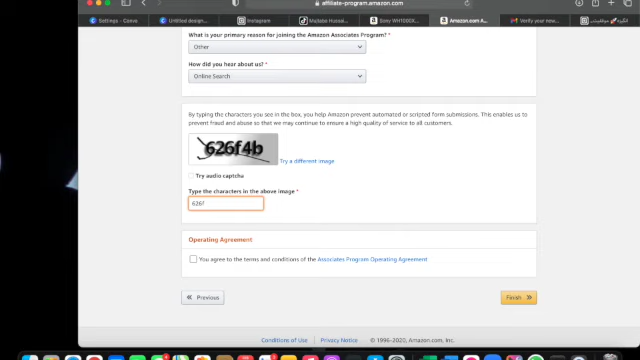 affiliate-program.amazon.com
Settings - Canva
Untitled design...
Instagram
Sony WH1000X...
Amazon.com A...
Verify your new...
What is your primary reason for joining the Amazon Associates Program? *
Other
How did you hear about us? *
Online Search
By typing the characters you see in the box, you help Amazon prevent automated or scripted form submissions. This enables us to
prevent fraud and abuse so that we may continue to ensure a high quality of service to all customers.
626f4b
Try a different image
Try audio captcha
Type the characters in the above image *
626f
Operating Agreement
You agree to the terms and conditions of the Associates Program Operating Agreement
Previous
Finish
Conditions of Use
Privacy Notice
© 1996-2020, Amazon.com, Inc.